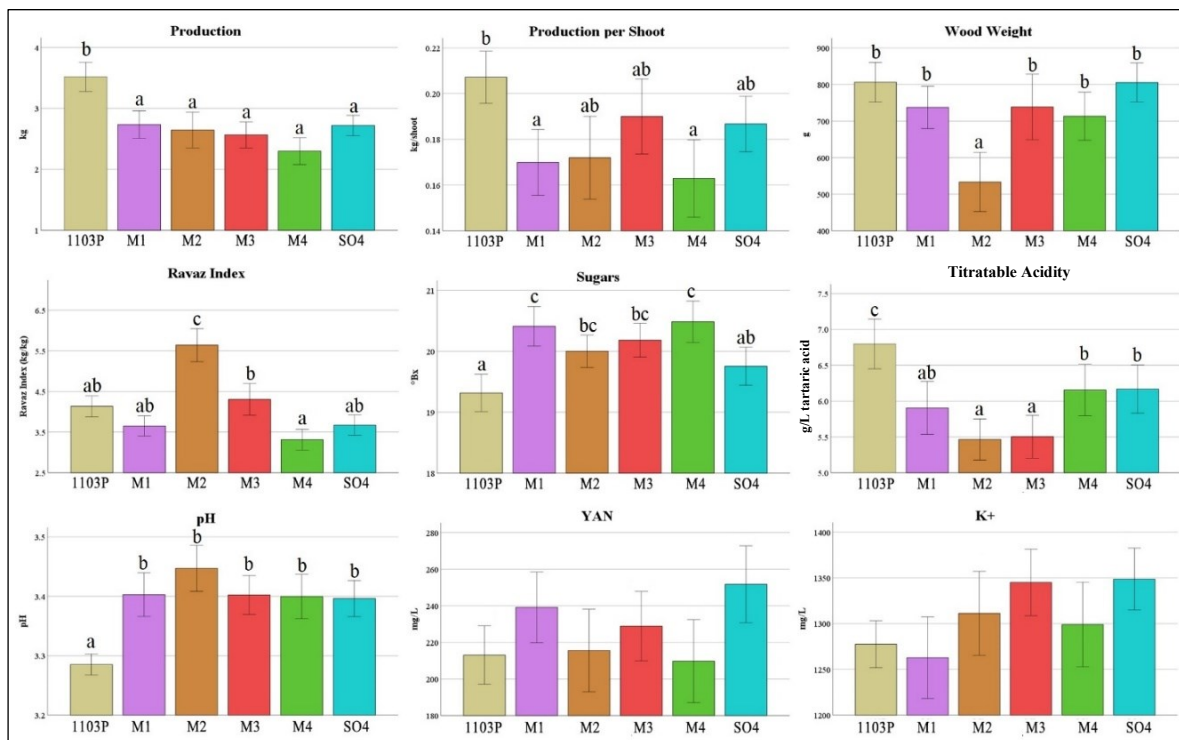 Production
kg
4
3
2
1
b
a
a
a
a
a
1103P M1 M2 M3 M4 SO4
Production per Shoot
kg/shoot
0.22
0.20
0.18
0.16
0.14
b
a
ab
ab
a
ab
1103P M1 M2 M3 M4 SO4
Wood Weight
g
900
800
700
600
500
400
b
b
a
b
b
b
1103P M1 M2 M3 M4 SO4
Ravaz Index
Ravaz Index (kg/kg)
6.5
5.5
4.5
3.5
2.5
ab
ab
c
b
a
ab
1103P M1 M2 M3 M4 SO4
Sugars
°Bx
21
20
19
18
a
c
bc
bc
c
ab
1103P M1 M2 M3 M4 SO4
Titratable Acidity
g/L tartaric acid
7.5
7.0
6.5
6.0
5.5
5.0
c
ab
a
a
b
b
1103P M1 M2 M3 M4 SO4
pH
pH
3.5
3.4
3.3
3.2
a
b
b
b
b
b
1103P M1 M2 M3 M4 SO4
YAN
mg/L
280
260
240
220
200
180
1103P M1 M2 M3 M4 SO4
K+
mg/L
1400
1350
1300
1250
1200
1103P M1 M2 M3 M4 SO4